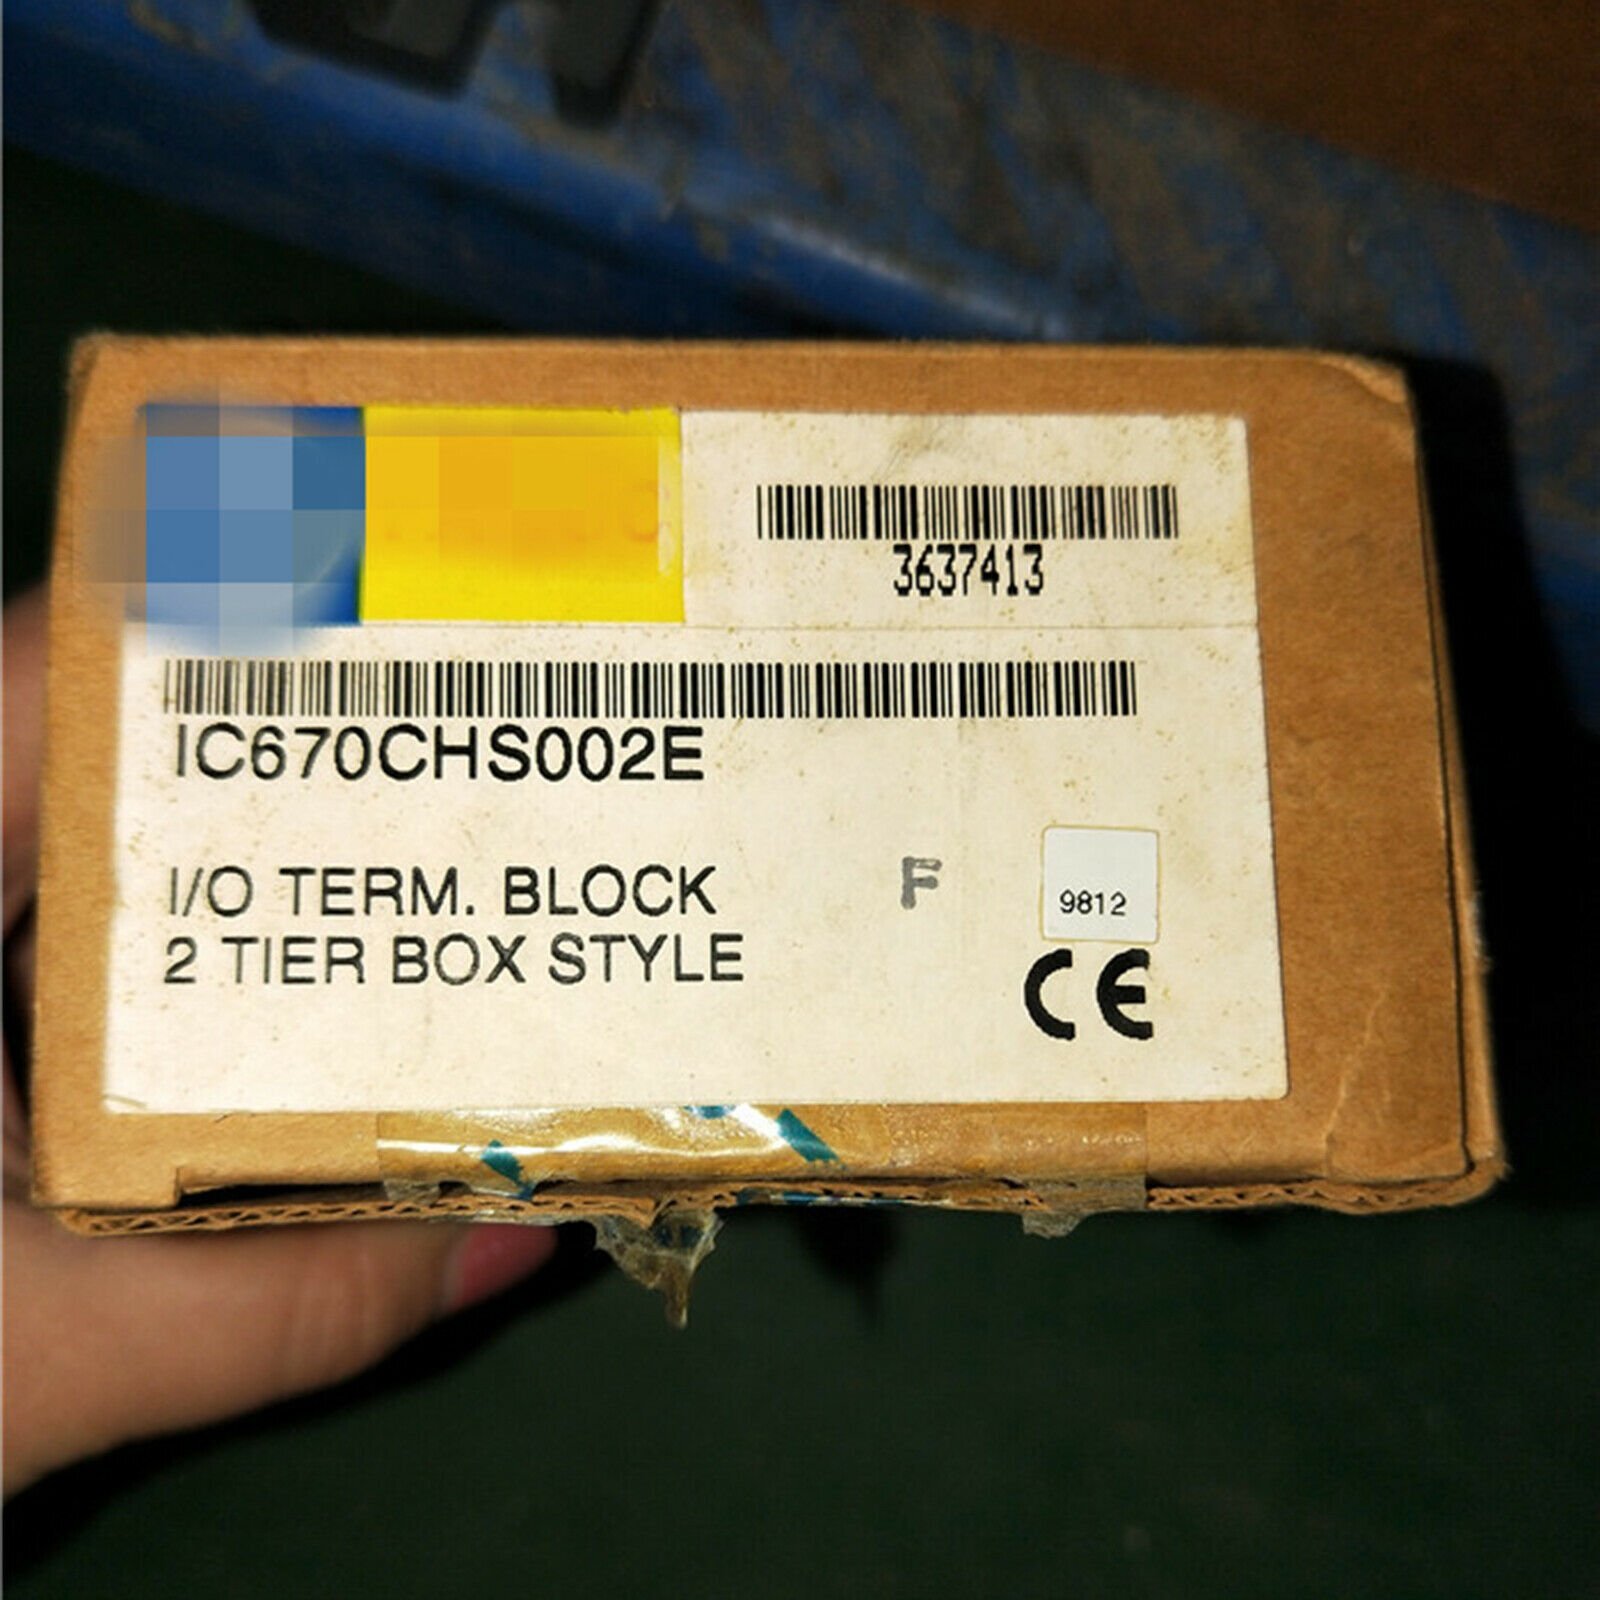 3637413
IC670CHS002E
I/O TERM. BLOCK
2 TIER BOX STYLE
F
9812
CE